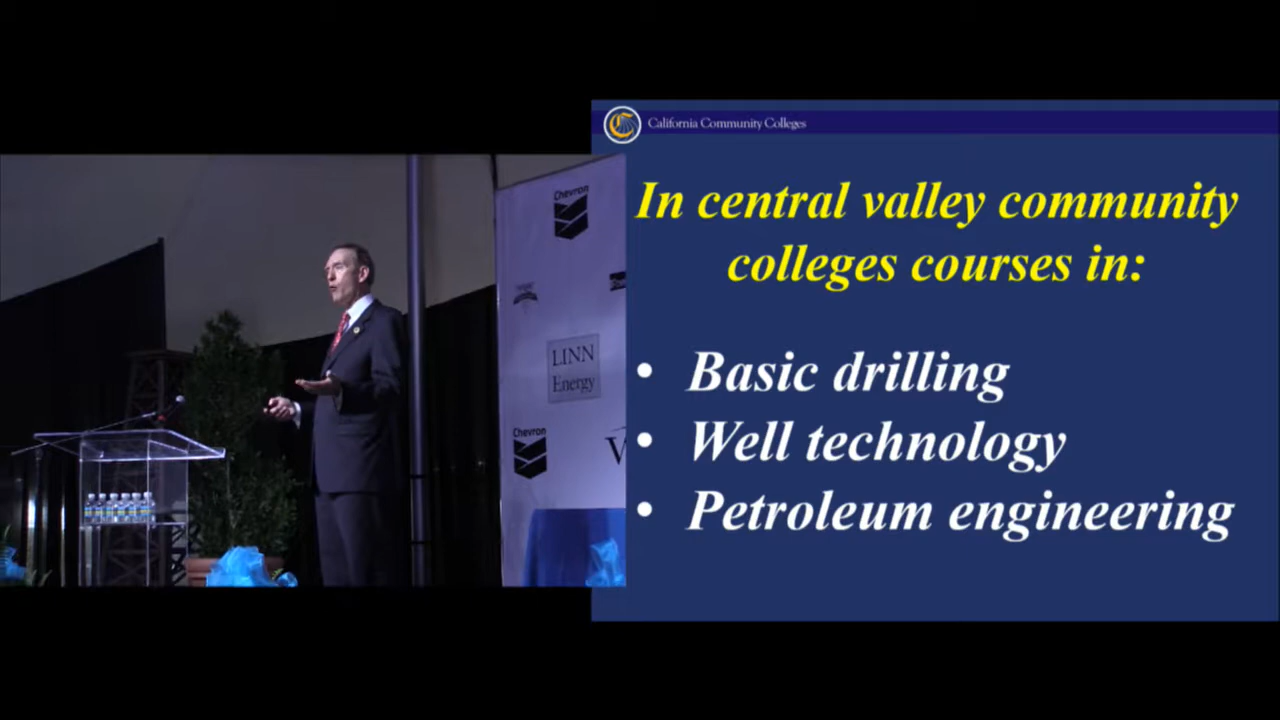 California Community Colleges
In central valley community
colleges courses in:
• Basic drilling
• Well technology
• Petroleum engineering
Chevron
LINN
Energy
Chevron